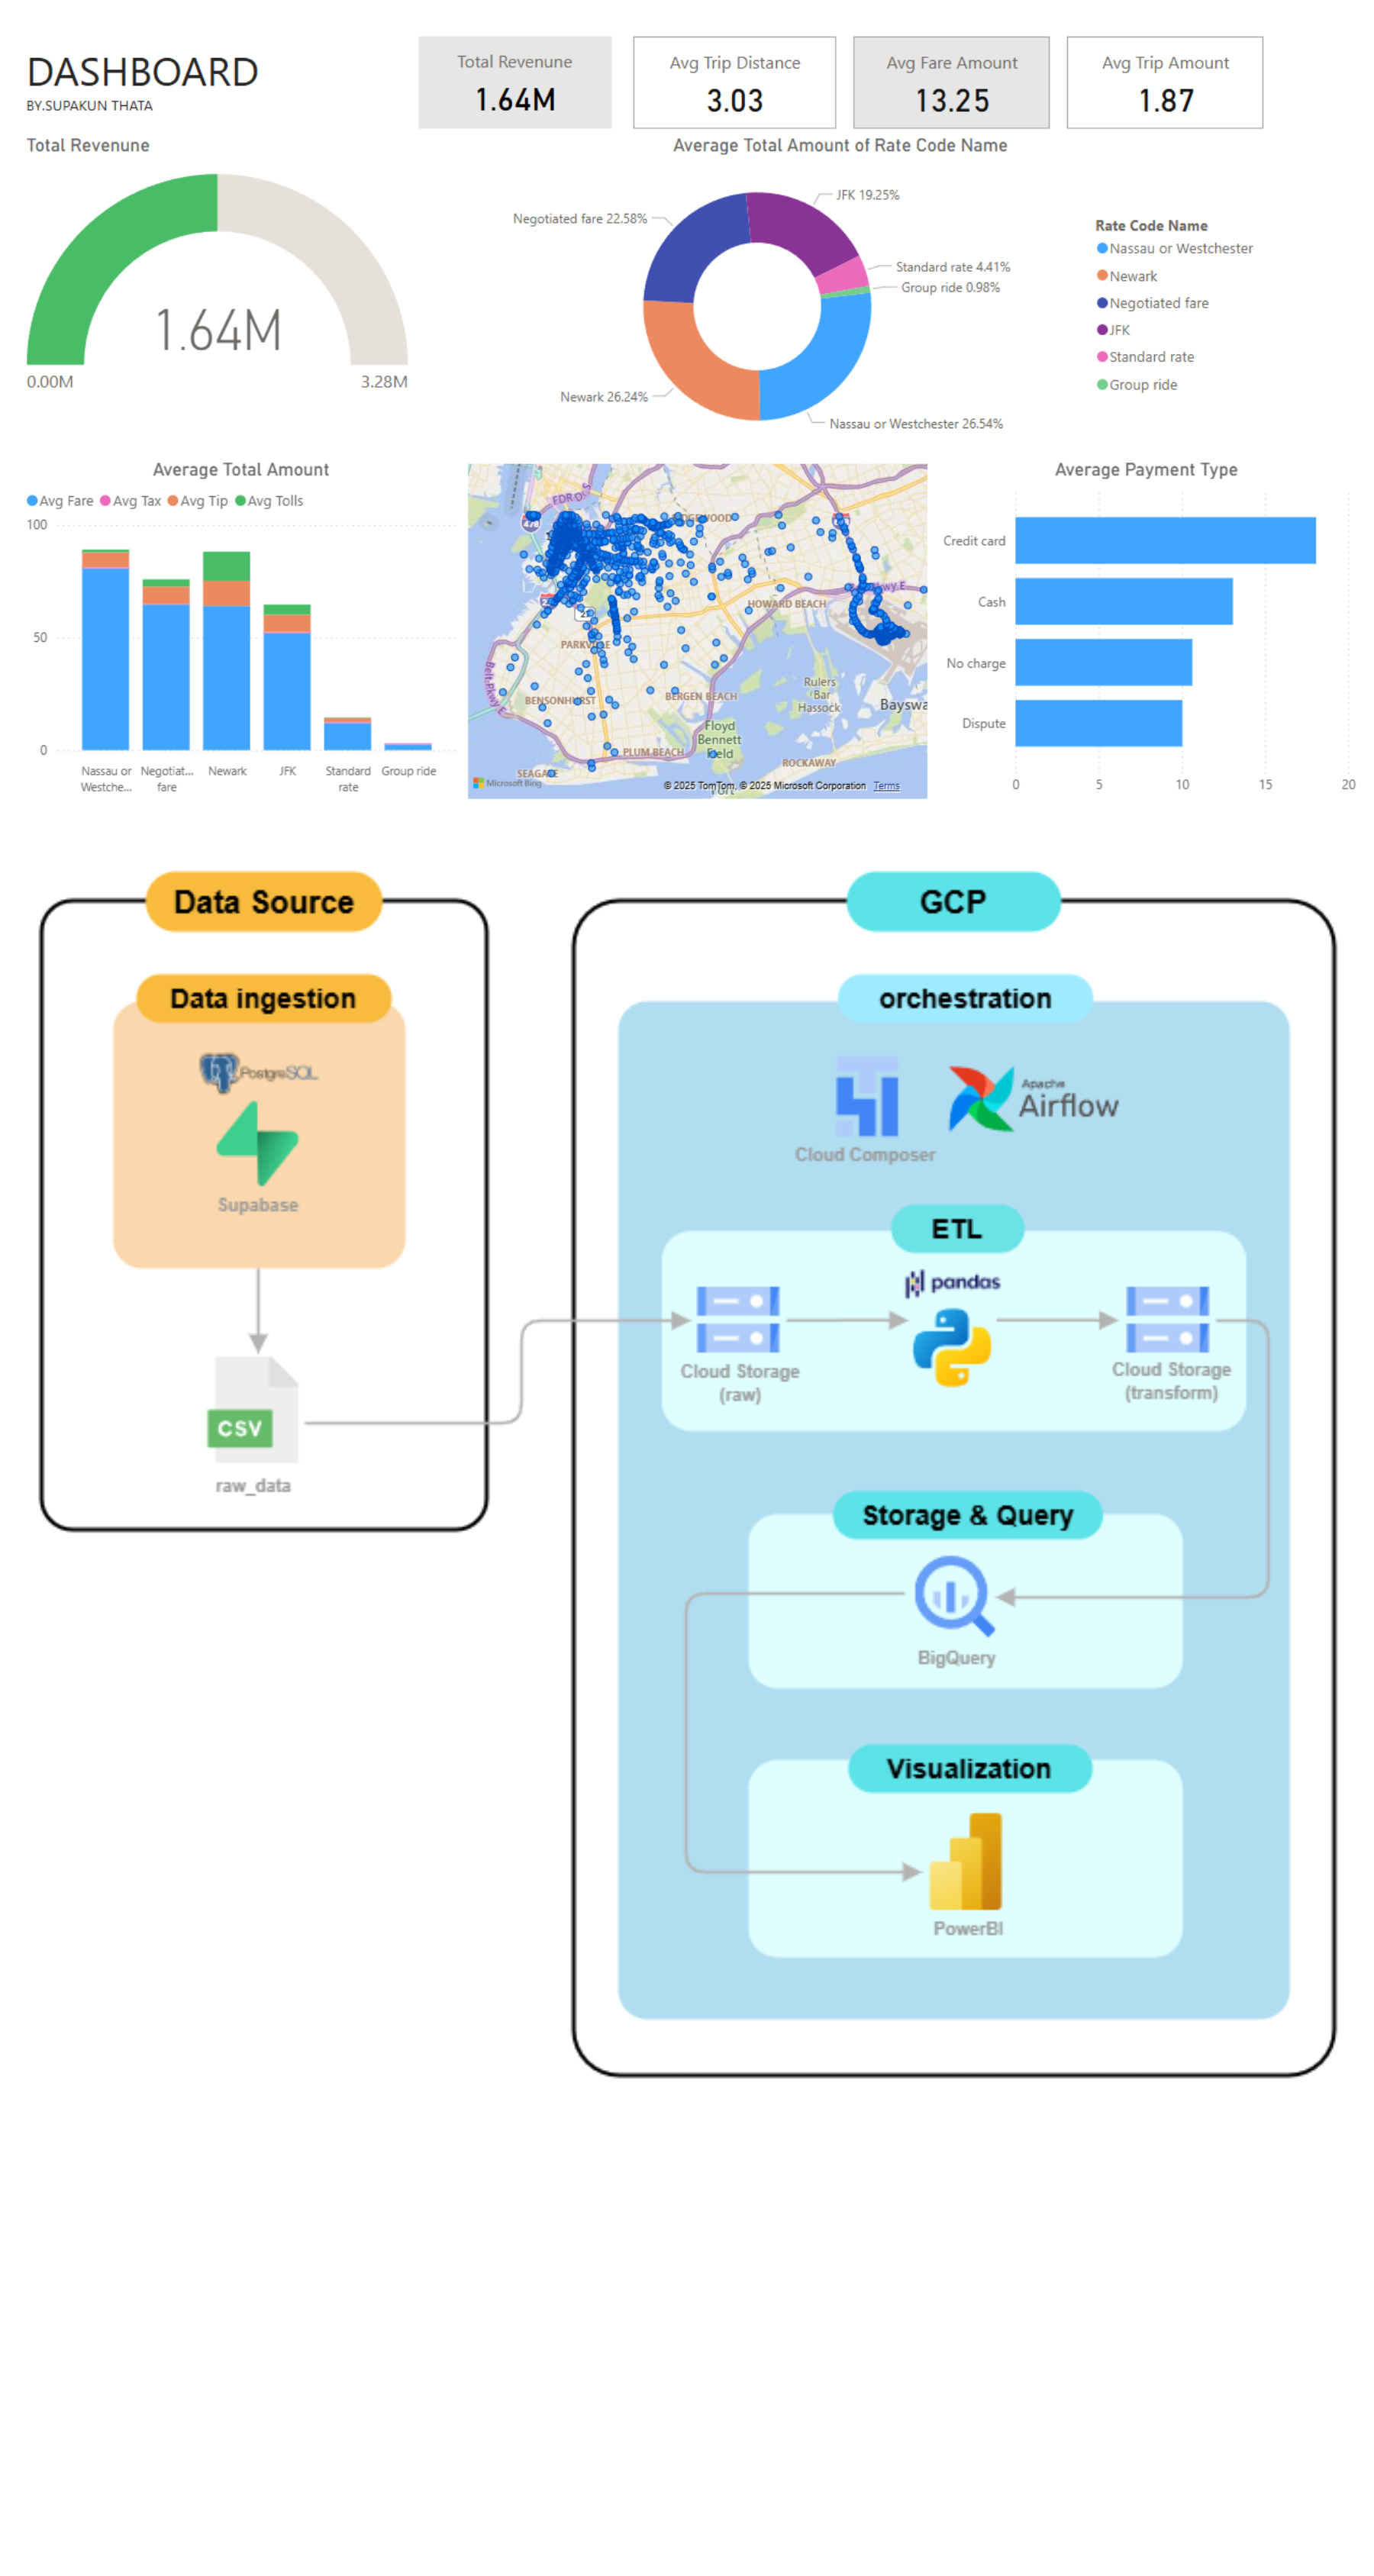 DASHBOARD
BY.SUPAKUN THATA
Total Revenune
1.64M
Avg Trip Distance
3.03
Avg Fare Amount
13.25
Avg Trip Amount
1.87
Total Revenune
1.64M
0.00M
3.28M
Average Total Amount of Rate Code Name
JFK 19.25%
Negotiated fare 22.58%
Standard rate 4.41%
Group ride 0.98%
Newark 26.24%
Nassau or Westchester 26.54%
Rate Code Name
Nassau or Westchester
Newark
Negotiated fare
JFK
Standard rate
Group ride
Average Total Amount
Avg Fare Avg Tax Avg Tip Avg Tolls
100
50
0
Nassau or Westche...
Negotiat... fare
Newark
JFK
Standard rate
Group ride
FDR Dr S
HOWARD BEACH
Belt Pkwy E
BENSONHURST
BERGEN BEACH
Rulers
Bar
Hassock
Bayswa
Floyd
Bennett
Field
PLUM BEACH
ROCKAWAY
SEAGATE
Microsoft Bing
© 2025 TomTom, © 2025 Microsoft Corporation Terms
Average Payment Type
Credit card
Cash
No charge
Dispute
0
5
10
15
20
Data Source
Data ingestion
PostgreSQL
Supabase
CSV
raw_data
GCP
orchestration
Cloud Composer
Apache
Airflow
ETL
pandas
Cloud Storage
(raw)
Cloud Storage
(transform)
Storage & Query
BigQuery
Visualization
PowerBI